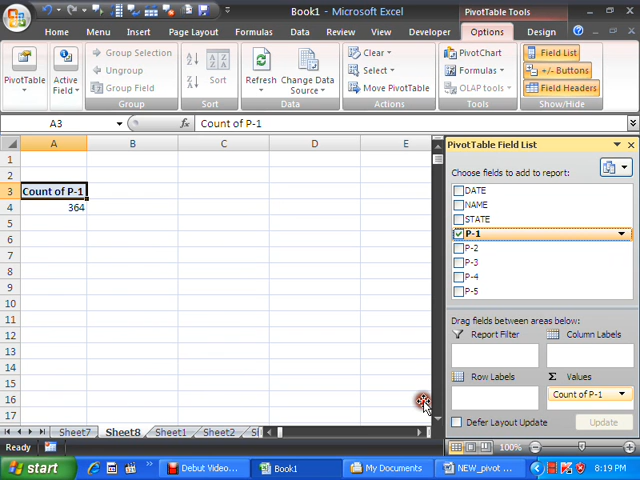 Book1 - Microsoft Excel
PivotTable Tools
Home
Menu
Insert
Page Layout
Formulas
Data
Review
View
Developer
Options
Design
PivotTable
Active Field
Group Selection
Ungroup
Group Field
Group
Sort
Sort
Refresh
Change Data Source
Data
Clear
Select
Move PivotTable
Actions
PivotChart
Formulas
OLAP tools
Tools
Field List
+/- Buttons
Field Headers
Show/Hide
A3
fx
Count of P-1
A B C D E
1
2
3 Count of P-1
4 364
5
6
7
8
9
10
11
12
13
14
15
16
17
PivotTable Field List
Choose fields to add to report:
DATE
NAME
STATE
P-1
P-2
P-3
P-4
P-5
Drag fields between areas below:
Report Filter
Column Labels
Row Labels
Σ Values
Count of P-1
Defer Layout Update
Update
Sheet7 Sheet8 Sheet1 Sheet2
Ready
100%
start
Debut Video...
Book1
My Documents
NEW_pivot ...
8:19 PM